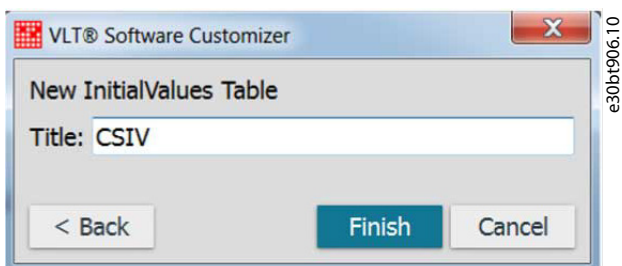 VLT® Software Customizer
X
New InitialValues Table
Title: CSIV
< Back
Finish
Cancel
e30bt906.10